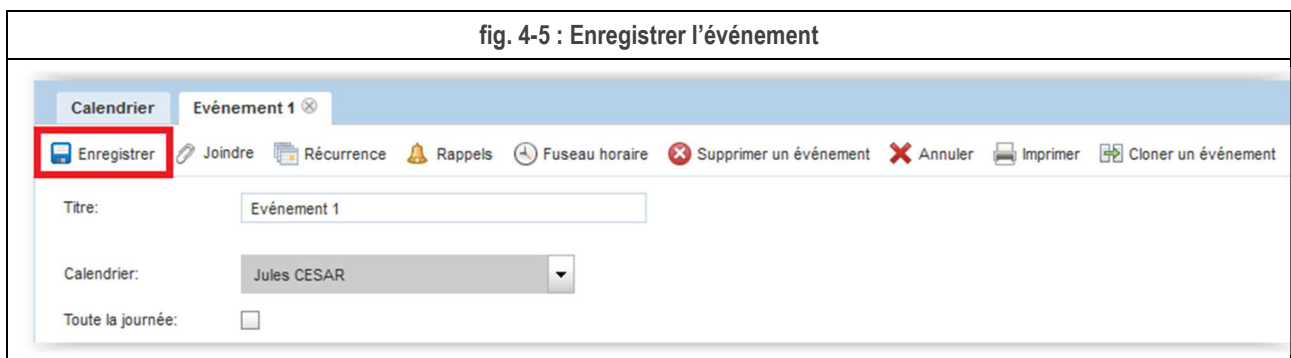 fig. 4-5 : Enregistrer l’événement
Calendrier Evénement 1
Enregistrer Joindre Récurrence Rappels Fuseau horaire Supprimer un événement Annuler Imprimer Cloner un événement
Titre: Evénement 1
Calendrier: Jules CESAR
Toute la journée: